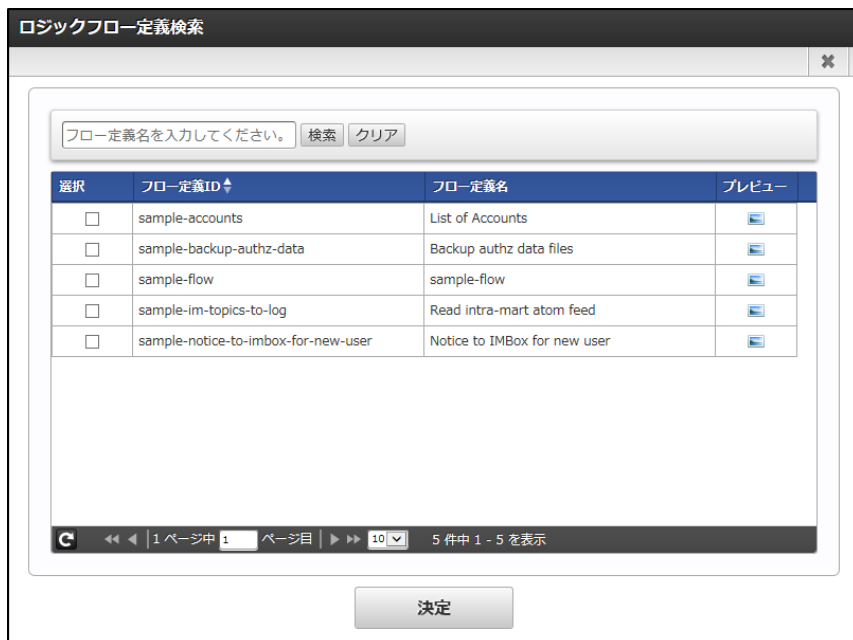 ロジックフロー定義検索
フロー定義名を入力してください。 検索 クリア
選択 フロー定義ID フロー定義名 プレビュー
sample-accounts List of Accounts
sample-backup-authz-data Backup authz data files
sample-flow sample-flow
sample-im-topics-to-log Read intra-mart atom feed
sample-notice-to-imbox-for-new-user Notice to IMBox for new user
1 ページ中 1 ページ目 10 5 件中 1 - 5 を表示
決定